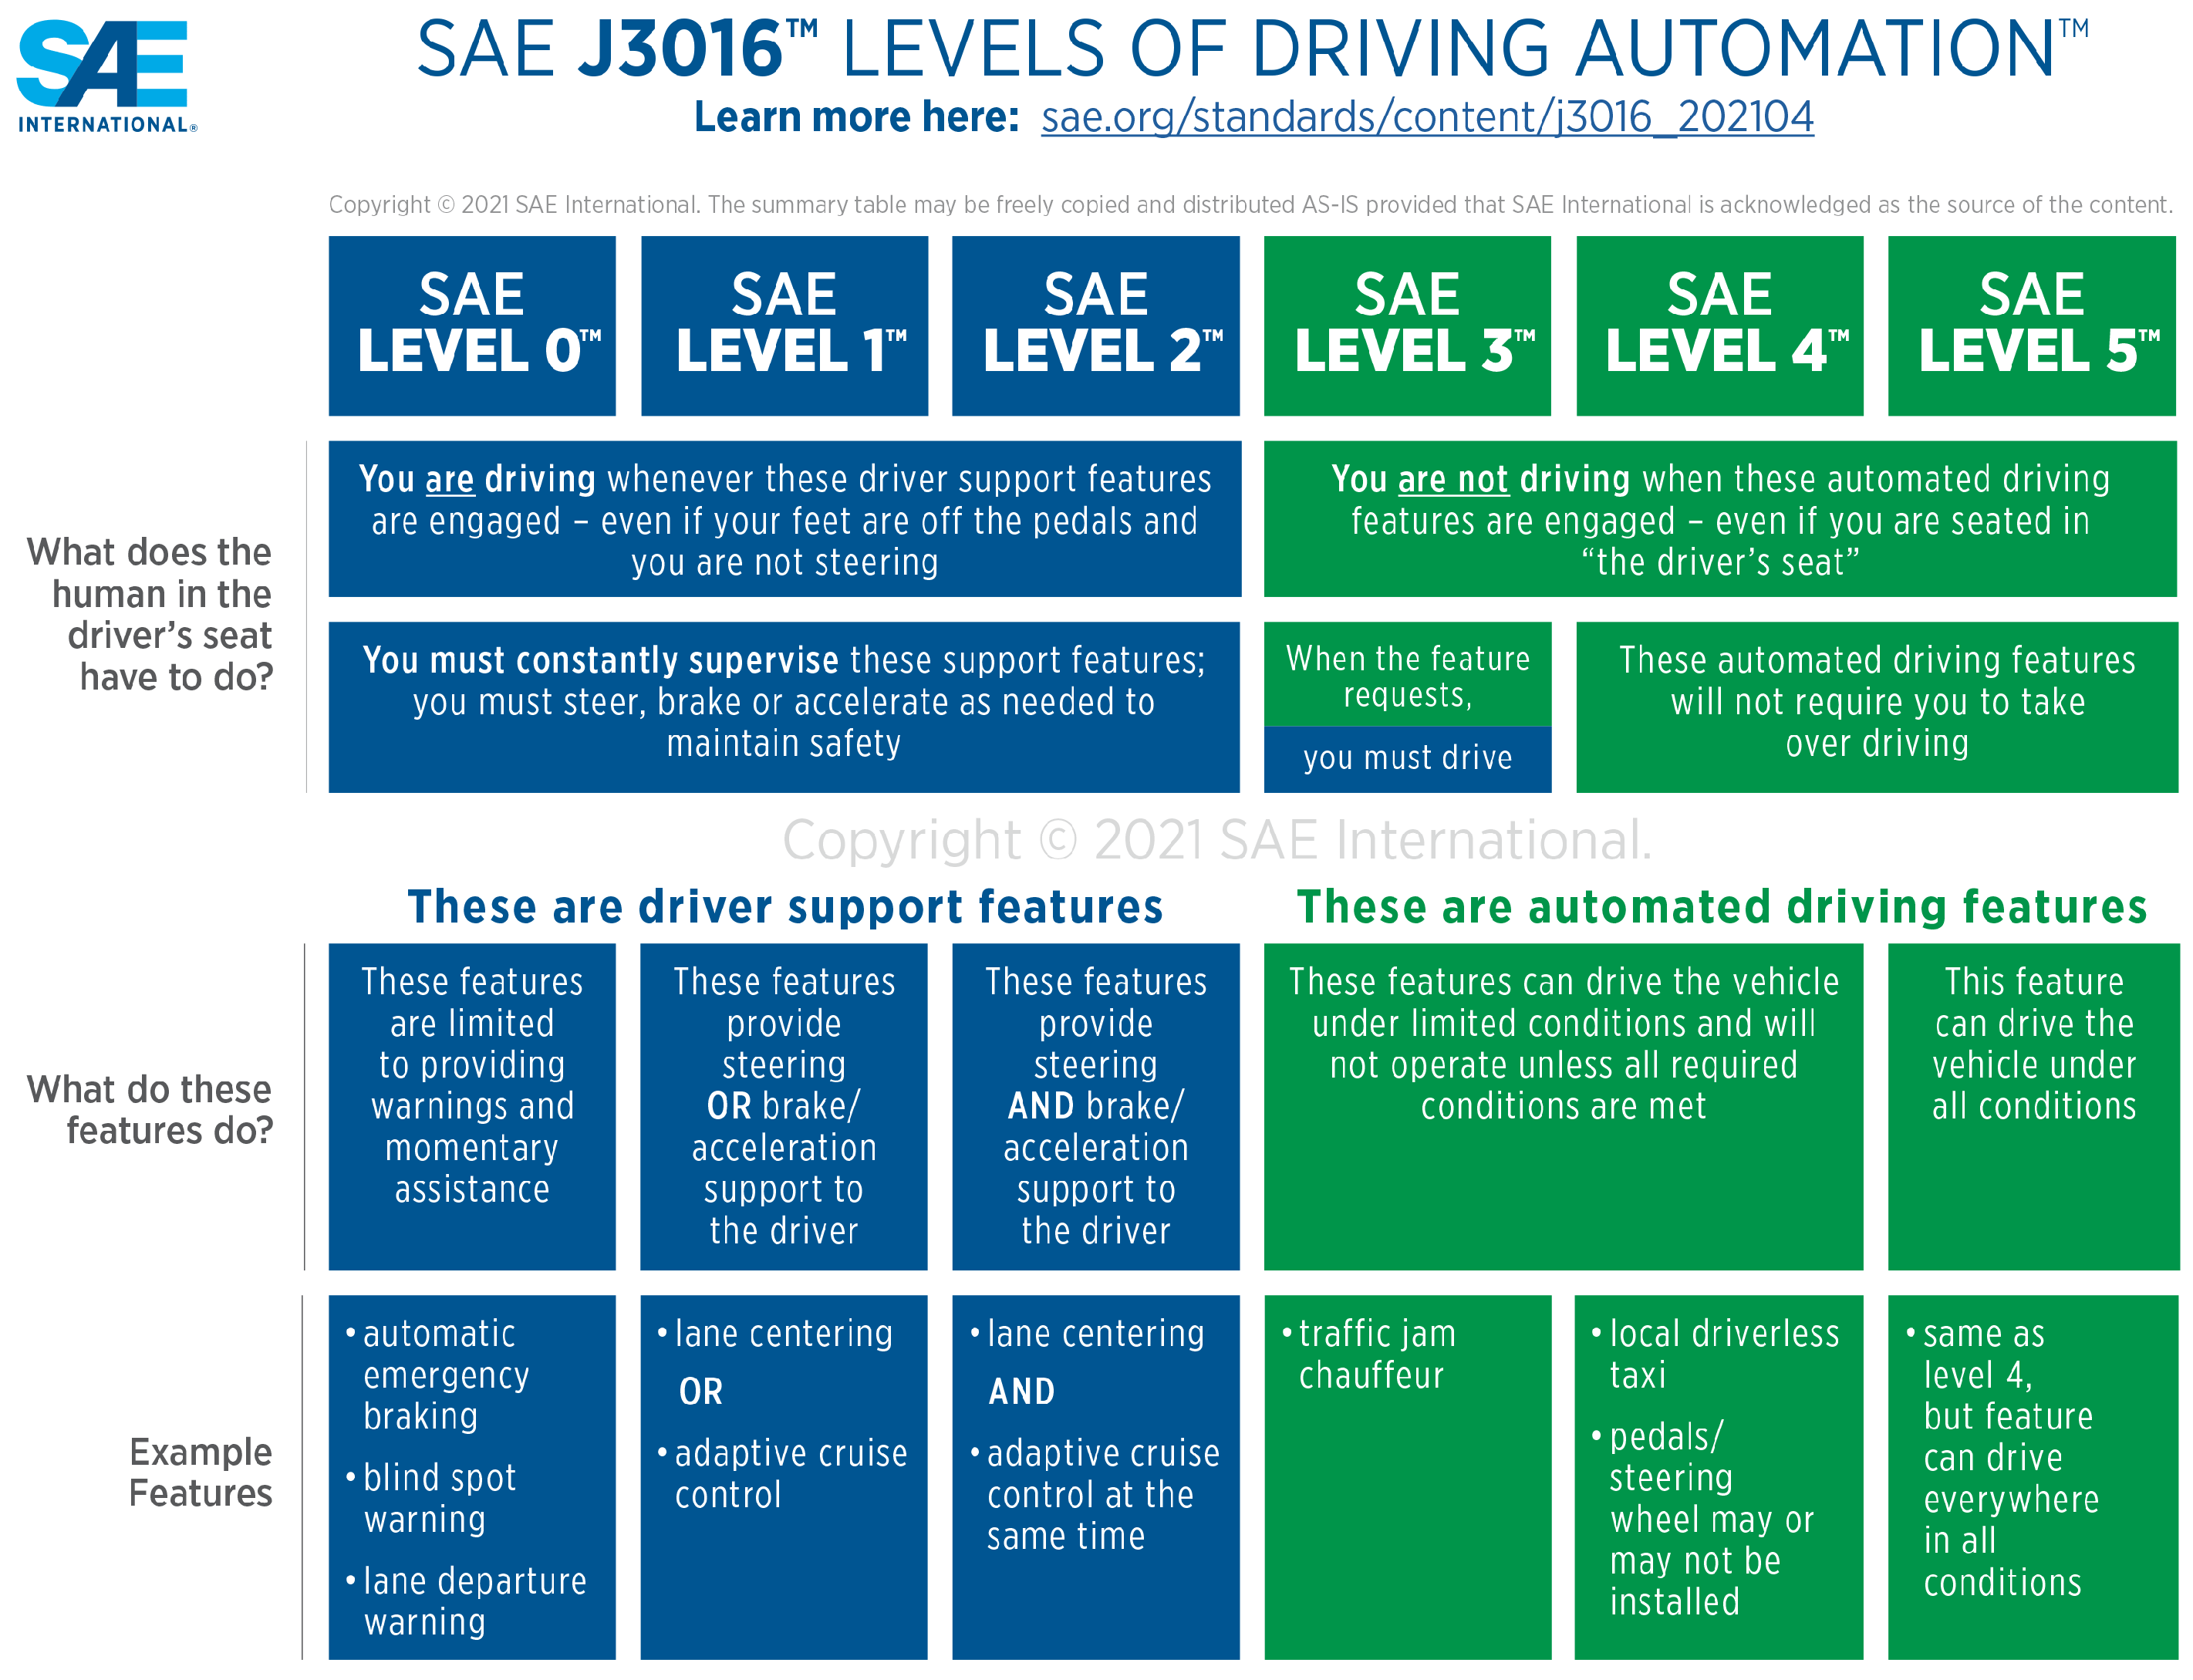 SAE
INTERNATIONAL®
SAE J3016™ LEVELS OF DRIVING AUTOMATION™
Learn more here: sae.org/standards/content/j3016_202104
Copyright © 2021 SAE International. The summary table may be freely copied and distributed AS-IS provided that SAE International is acknowledged as the source of the content.
SAE
LEVEL 0™
SAE
LEVEL 1™
SAE
LEVEL 2™
SAE
LEVEL 3™
SAE
LEVEL 4™
SAE
LEVEL 5™
What does the
human in the
driver’s seat
have to do?
You are driving whenever these driver support features
are engaged – even if your feet are off the pedals and
you are not steering
You are not driving when these automated driving
features are engaged – even if you are seated in
“the driver’s seat”
You must constantly supervise these support features;
you must steer, brake or accelerate as needed to
maintain safety
When the feature
requests,
you must drive
These automated driving features
will not require you to take
over driving
Copyright © 2021 SAE International.
These are driver support features
These are automated driving features
What do these
features do?
These features
are limited
to providing
warnings and
momentary
assistance
These features
provide
steering
OR brake/
acceleration
support to
the driver
These features
provide
steering
AND brake/
acceleration
support to
the driver
These features can drive the vehicle
under limited conditions and will
not operate unless all required
conditions are met
This feature
can drive the
vehicle under
all conditions
Example
Features
• automatic
emergency
braking
• blind spot
warning
• lane departure
warning
• lane centering
OR
• adaptive cruise
control
• lane centering
AND
• adaptive cruise
control at the
same time
• traffic jam
chauffeur
• local driverless
taxi
• pedals/
steering
wheel may or
may not be
installed
• same as
level 4,
but feature
can drive
everywhere
in all
conditions